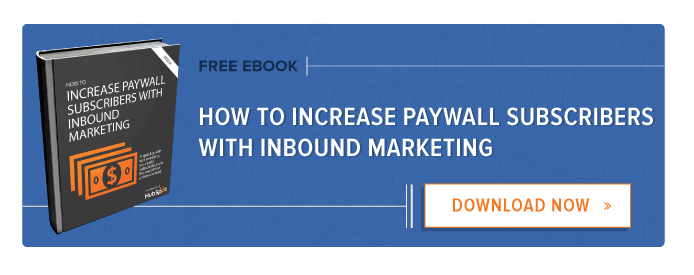 FREE EBOOK
HOW TO INCREASE PAYWALL SUBSCRIBERS
WITH INBOUND MARKETING
DOWNLOAD NOW »
HOW TO
INCREASE PAYWALL
SUBSCRIBERS WITH
INBOUND
MARKETING
$
HubSpot